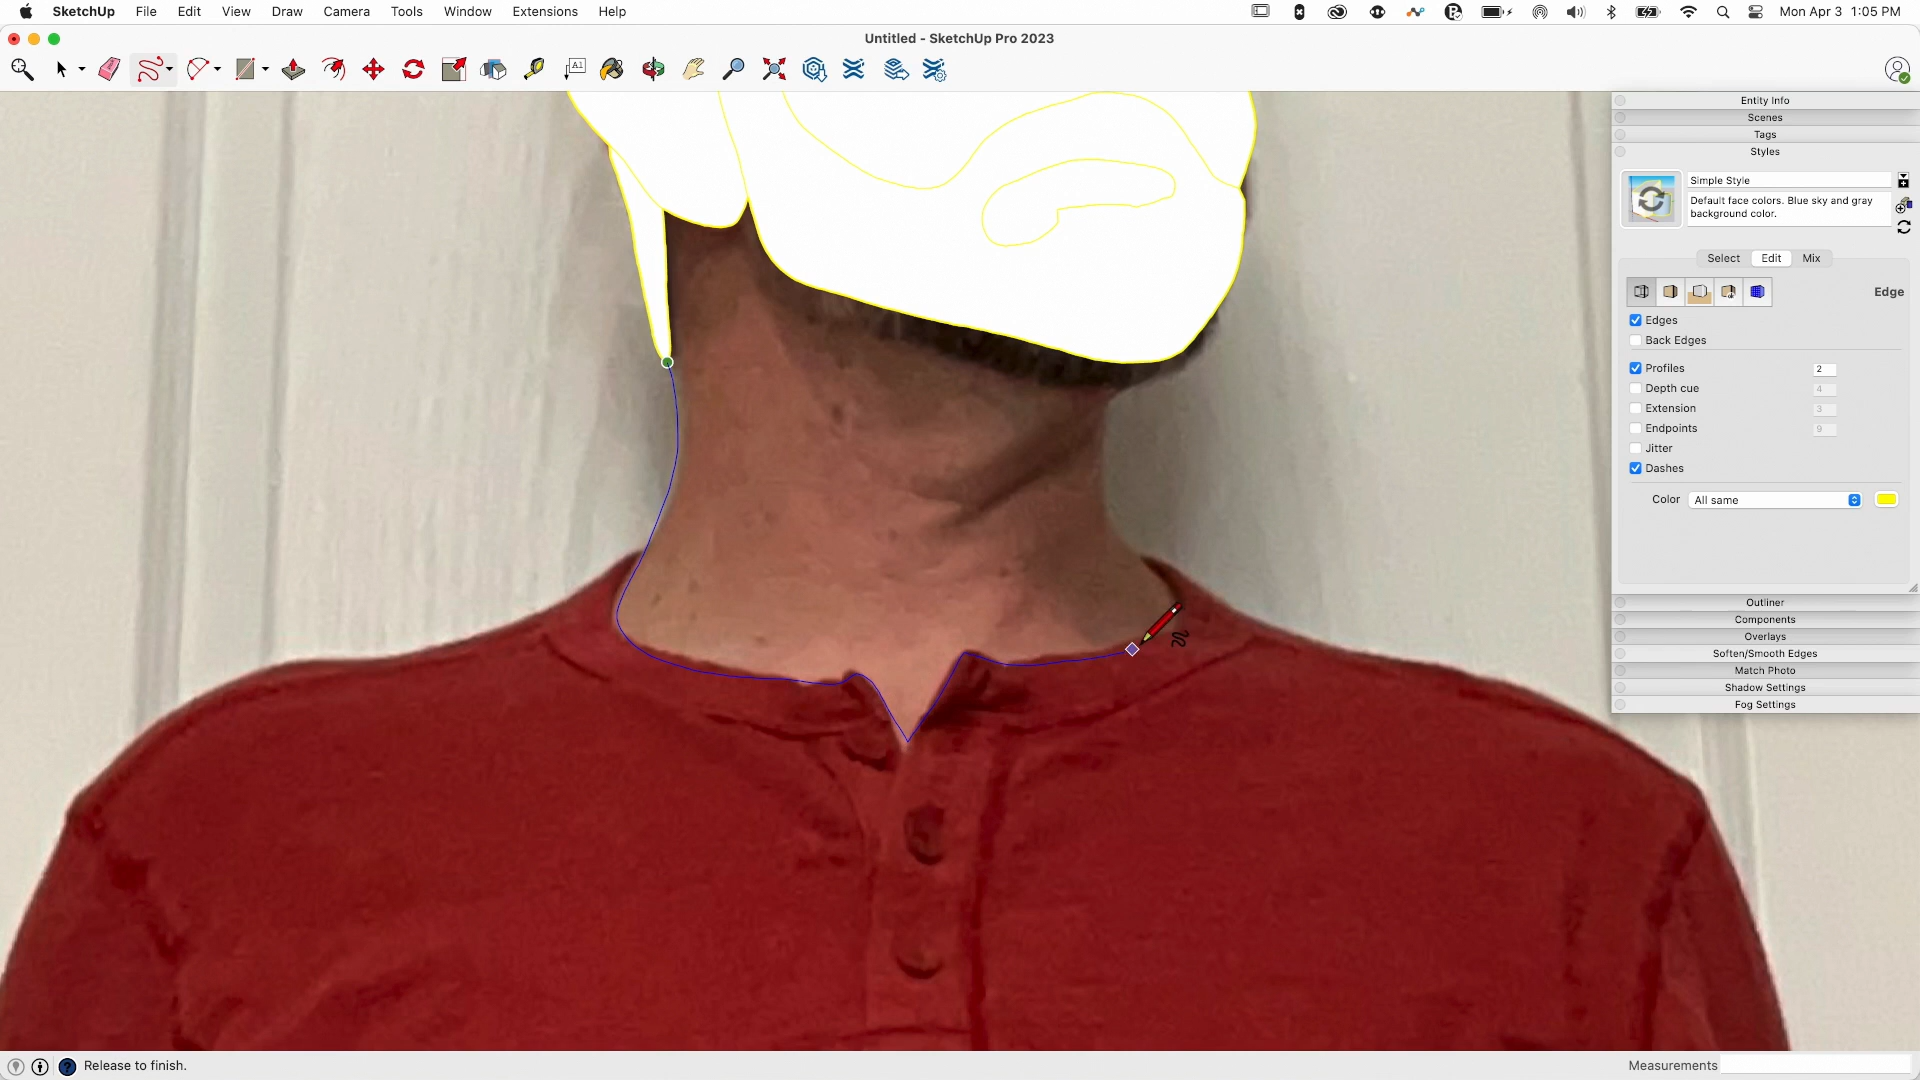 SketchUp File Edit View Draw Camera Tools Window Extensions Help Mon Apr 3 1:05 PM
Untitled - SketchUp Pro 2023
A1
Entity Info
Scenes
Tags
Styles
Simple Style
Default face colors. Blue sky and gray
background color.
Select Edit Mix
Edge
Edges
Back Edges
Profiles 2
Depth cue 4
Extension 3
Endpoints 9
Jitter
Dashes
Color All same
Outliner
Components
Overlays
Soften/Smooth Edges
Match Photo
Shadow Settings
Fog Settings
Release to finish.
Measurements